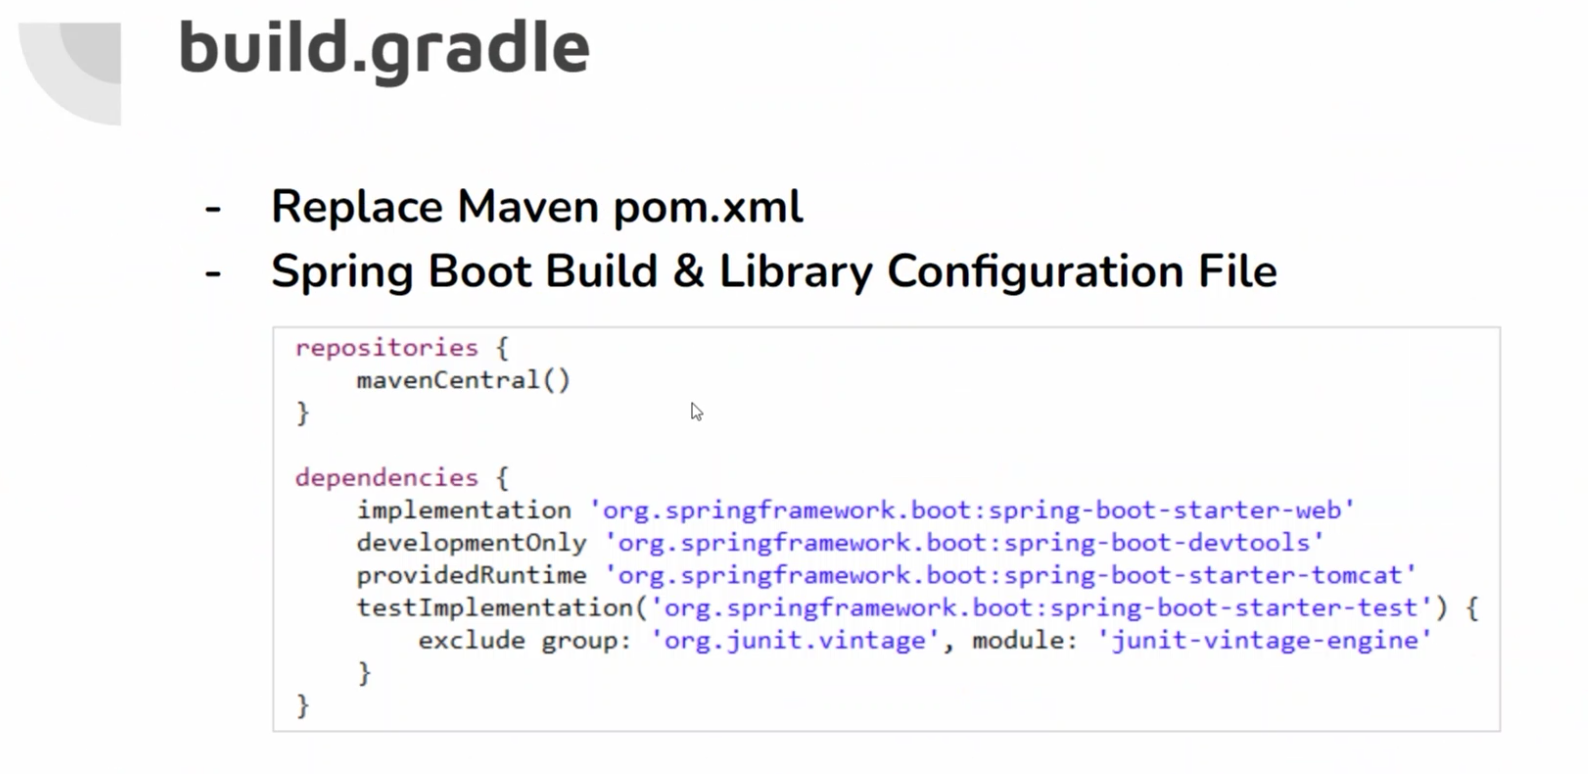 build.gradle
- Replace Maven pom.xml
- Spring Boot Build & Library Configuration File
repositories {
    mavenCentral()
}
dependencies {
    implementation 'org.springframework.boot:spring-boot-starter-web'
    developmentOnly 'org.springframework.boot:spring-boot-devtools'
    providedRuntime 'org.springframework.boot:spring-boot-starter-tomcat'
    testImplementation('org.springframework.boot:spring-boot-starter-test') {
        exclude group: 'org.junit.vintage', module: 'junit-vintage-engine'
    }
}